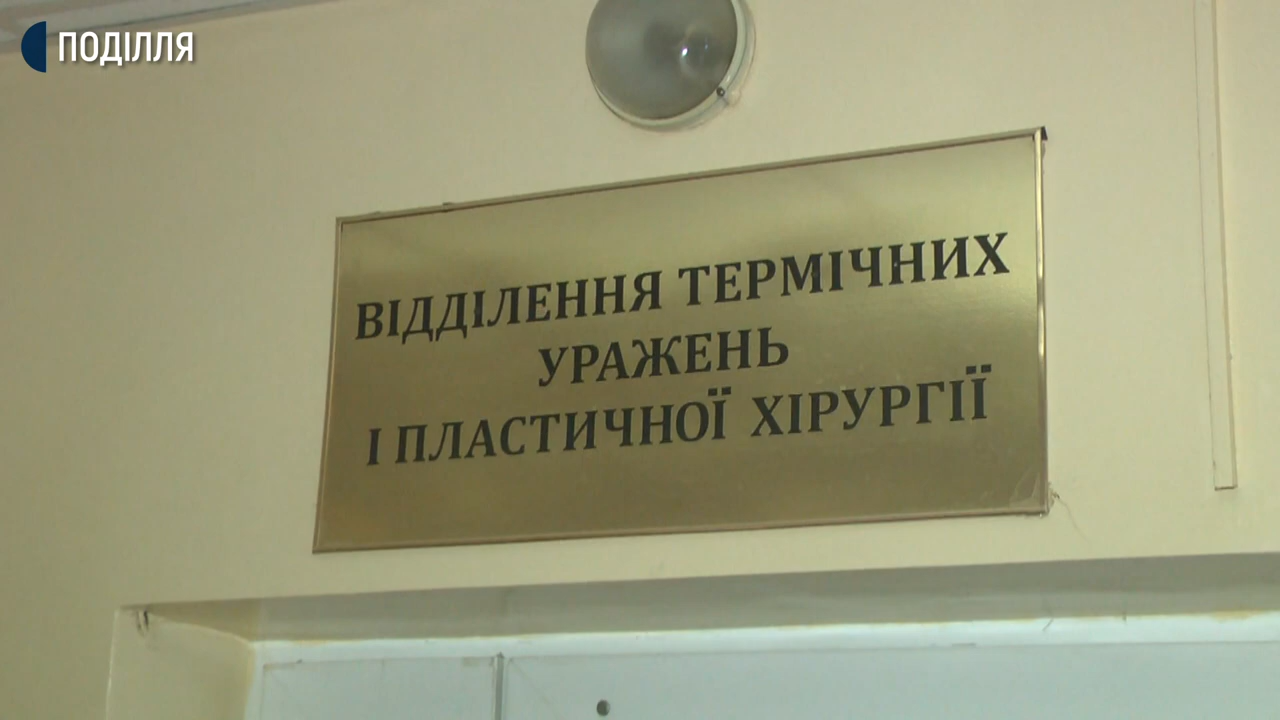 ПОДІЛЛЯ
ВІДДІЛЕННЯ ТЕРМІЧНИХ
УРАЖЕНЬ
І ПЛАСТИЧНОЇ ХІРУРГІЇ